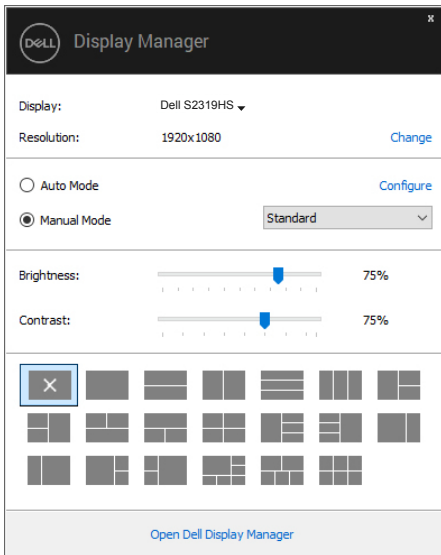 x
DELL Display Manager
Display: Dell S2319HS
Resolution: 1920x1080 Change
Auto Mode Configure
Manual Mode Standard
Brightness: 75%
Contrast: 75%
Open Dell Display Manager